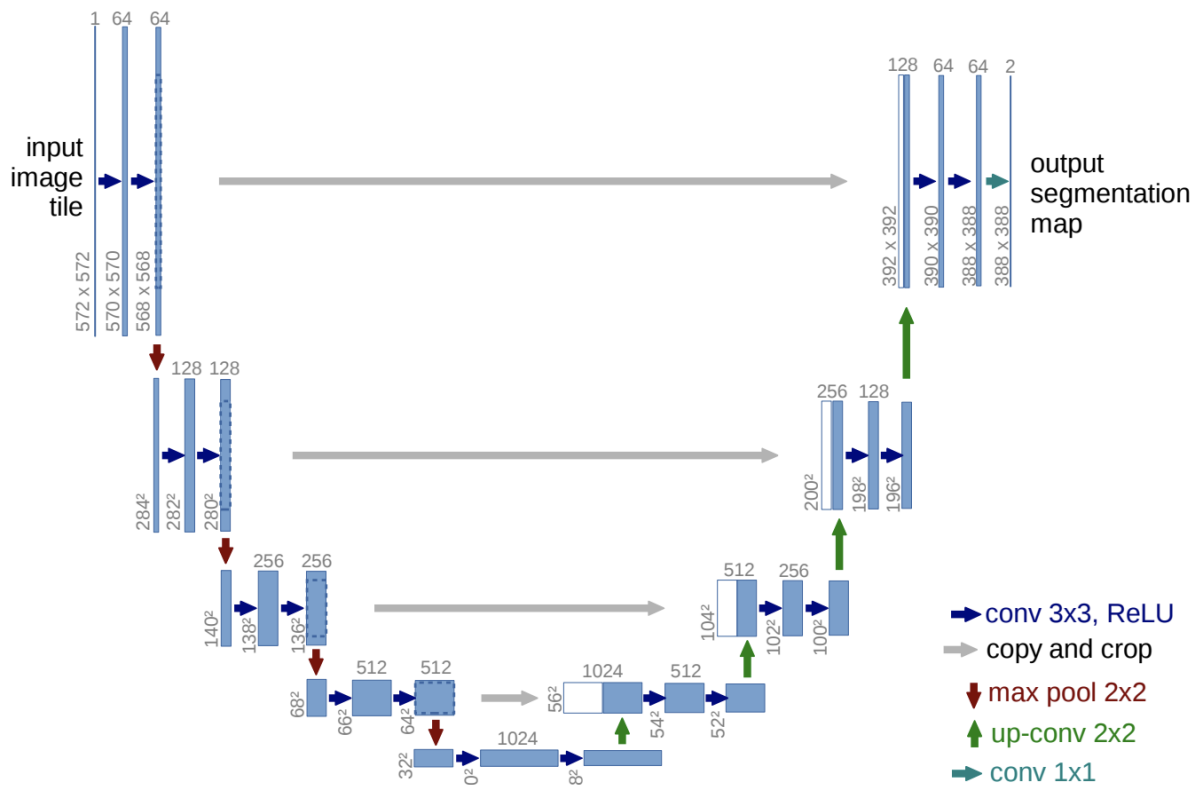 1 64 64
128 64 64 2
input
image
tile
output
segmentation
map
572 x 572
570 x 570
568 x 568
392 x 392
390 x 390
388 x 388
388 x 388
128 128
256 128
284²
282²
280²
200²
198²
196²
256 256
512 256
140²
138²
136²
104²
102²
100²
512 512
1024 512
68²
66²
64²
56²
54²
52²
1024
32²
0²
8²
conv 3x3, ReLU
copy and crop
max pool 2x2
up-conv 2x2
conv 1x1